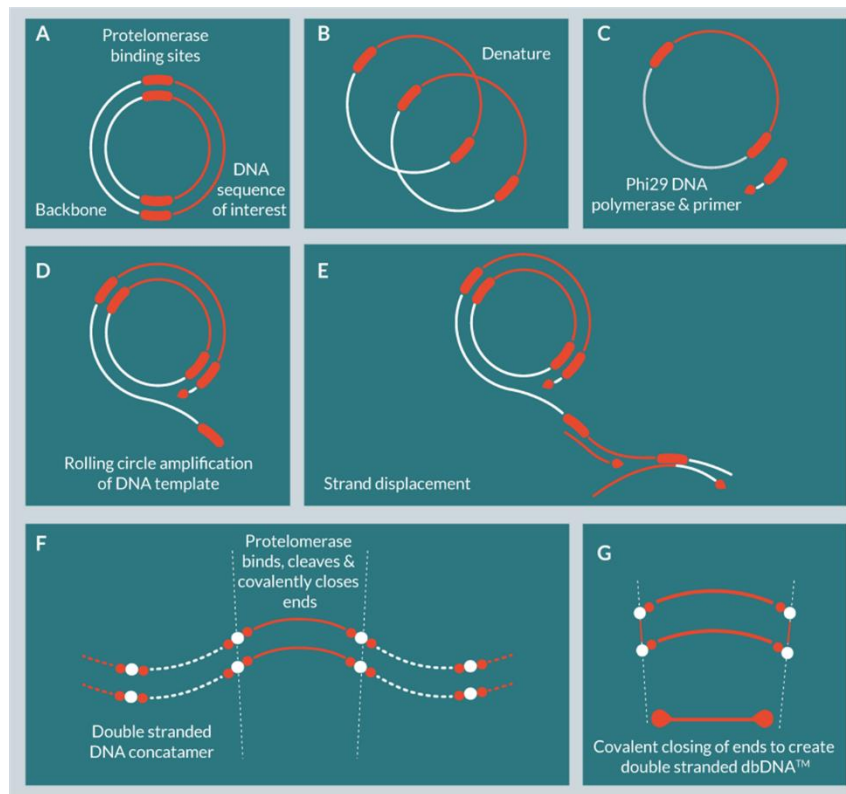 A
Protelomerase
binding sites
Backbone
DNA
sequence
of interest
B
Denature
C
Phi29 DNA
polymerase & primer
D
Rolling circle amplification
of DNA template
E
Strand displacement
F
Protelomerase
binds, cleaves &
covalently closes
ends
Double stranded
DNA concatamer
G
Covalent closing of ends to create
double stranded dbDNA™